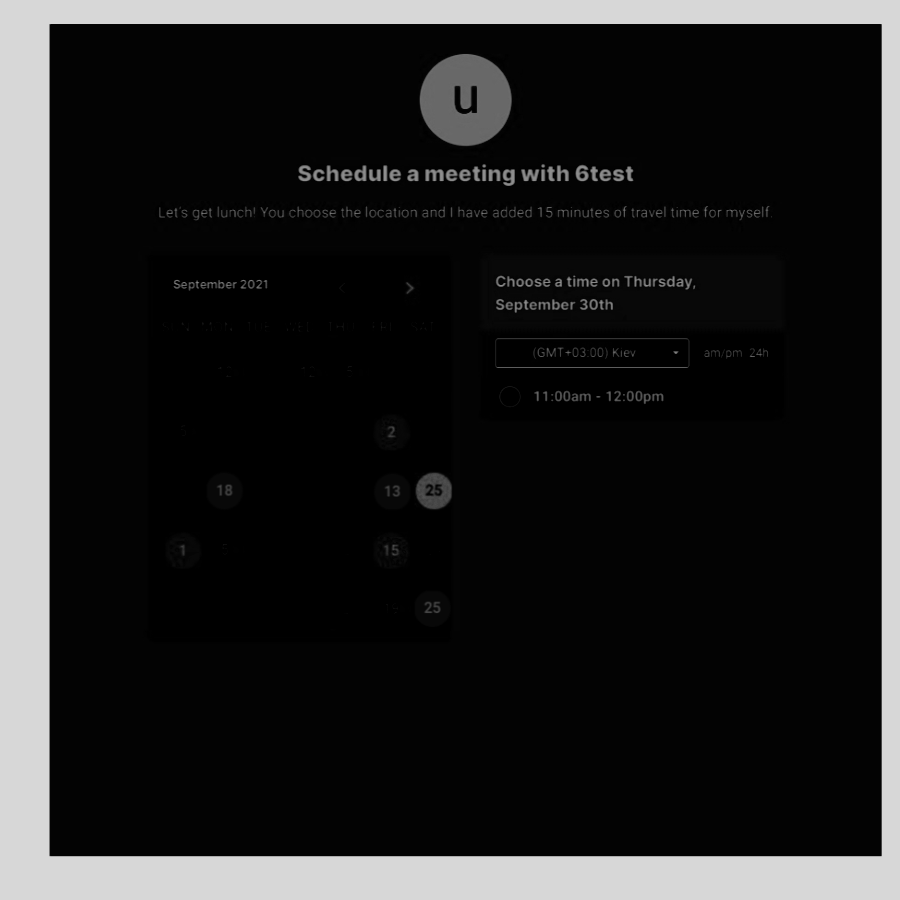 u
Schedule a meeting with 6test
Let's get lunch! You choose the location and I have added 15 minutes of travel time for myself.
September 2021
2
18 13 25
1 15
25
Choose a time on Thursday,
September 30th
(GMT+03:00) Kiev am/pm 24h
11:00am - 12:00pm